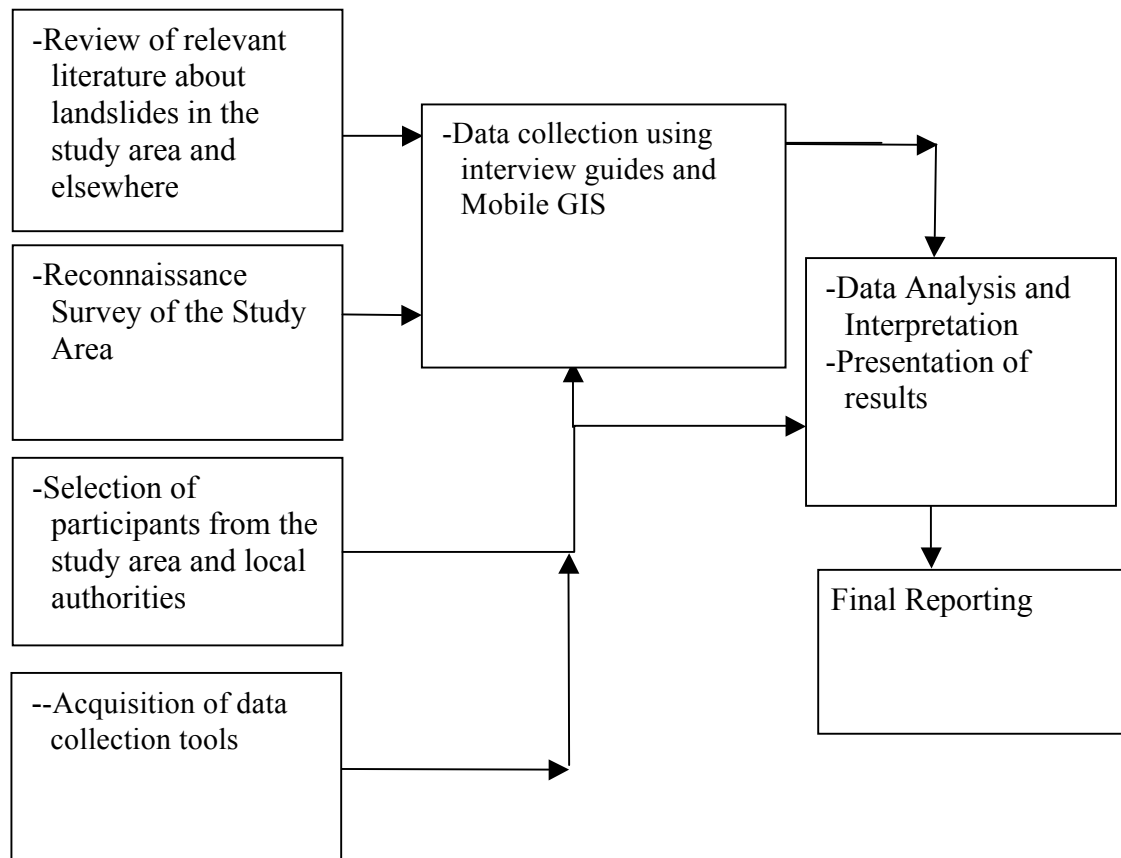 -Review of relevant
literature about
landslides in the
study area and
elsewhere
-Reconnaissance
Survey of the Study
Area
-Selection of
participants from the
study area and local
authorities
--Acquisition of data
collection tools
-Data collection using
interview guides and
Mobile GIS
-Data Analysis and
Interpretation
-Presentation of
results
Final Reporting